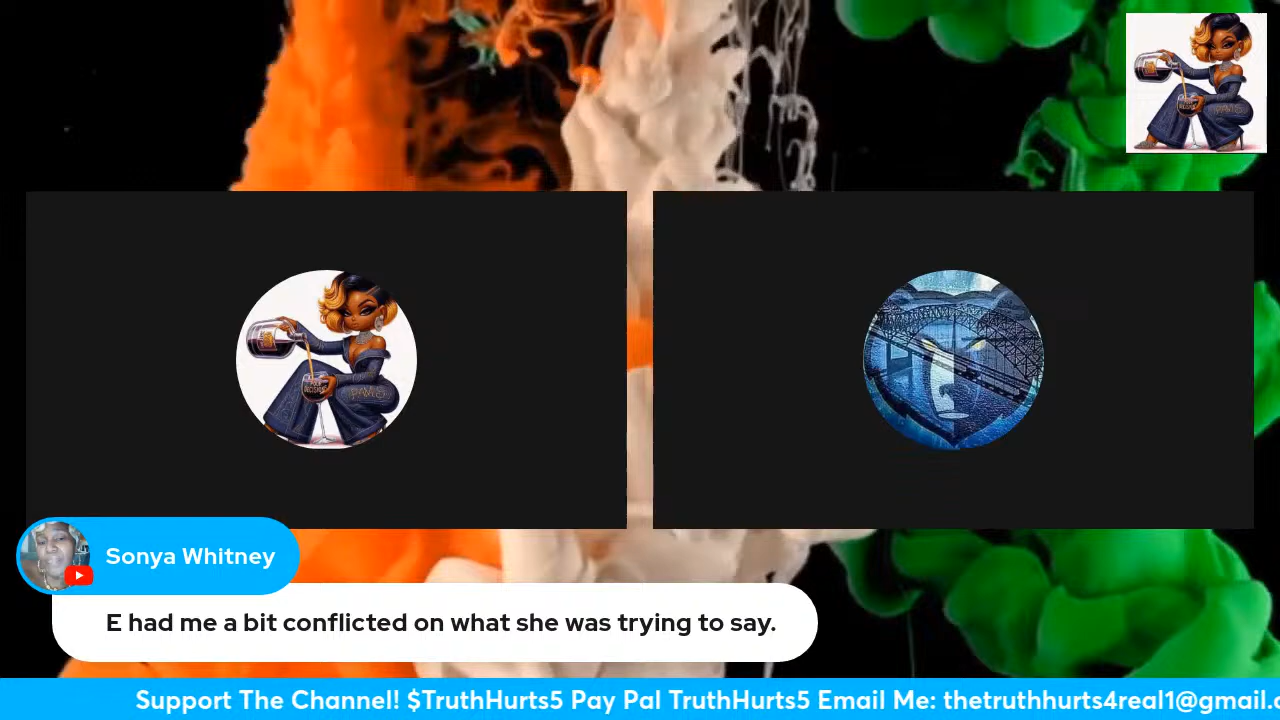 Sonya Whitney
E had me a bit conflicted on what she was trying to say.
Support The Channel! $TruthHurts5 Pay Pal TruthHurts5 Email Me: thetruthhurts4real1@gmail.c